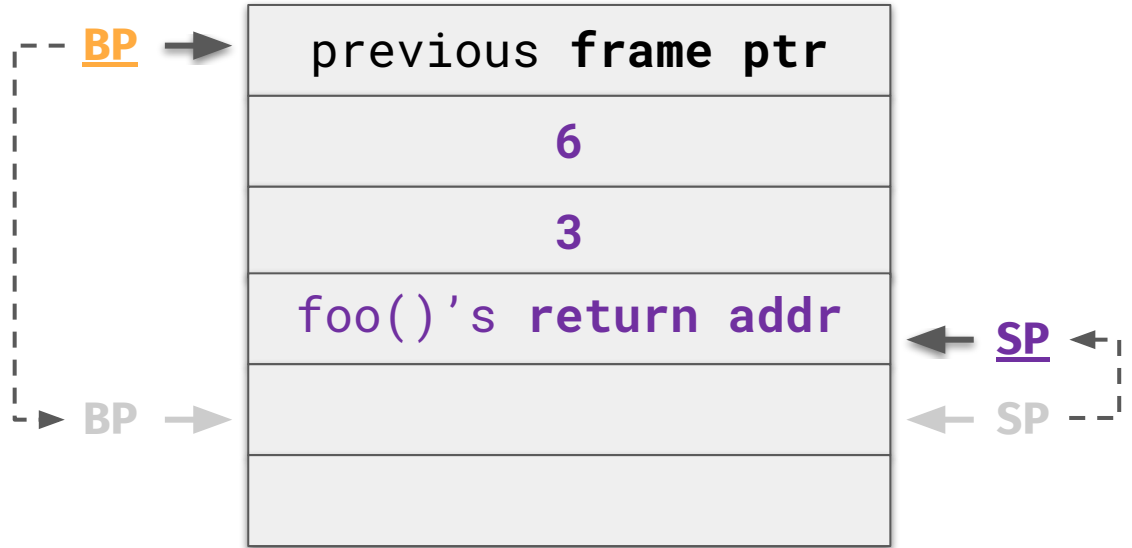 BP
previous frame ptr
6
3
foo()’s return addr
SP
BP
SP